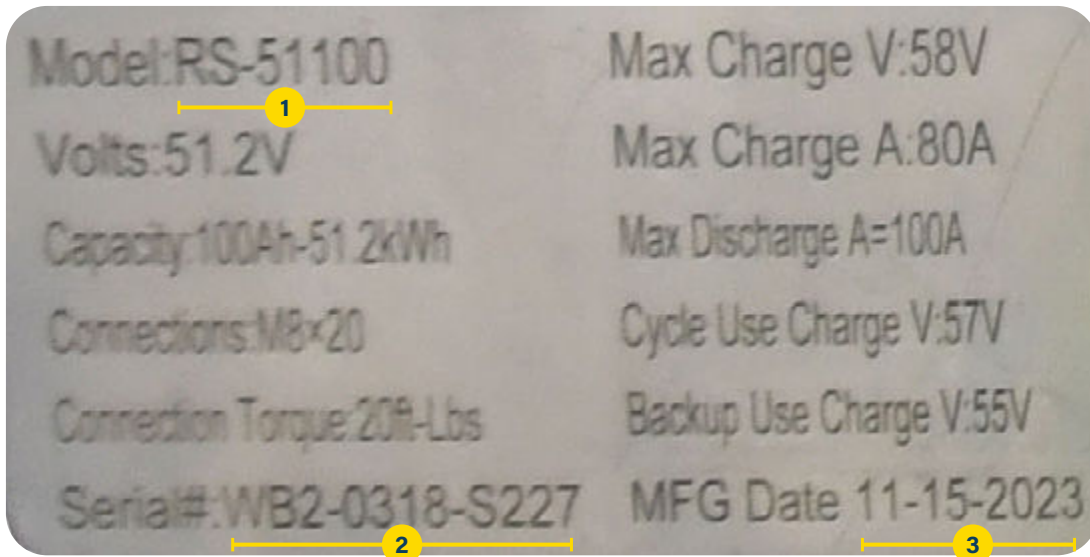 Model:RS-51100
1
Volts:51.2V
Capacity:100Ah-51.2kWh
Connections:M8×20
Connection Torque:20ft-Lbs
Serial#:WB2-0318-S227
2
Max Charge V:58V
Max Charge A:80A
Max Discharge A=100A
Cycle Use Charge V:57V
Backup Use Charge V:55V
MFG Date 11-15-2023
3